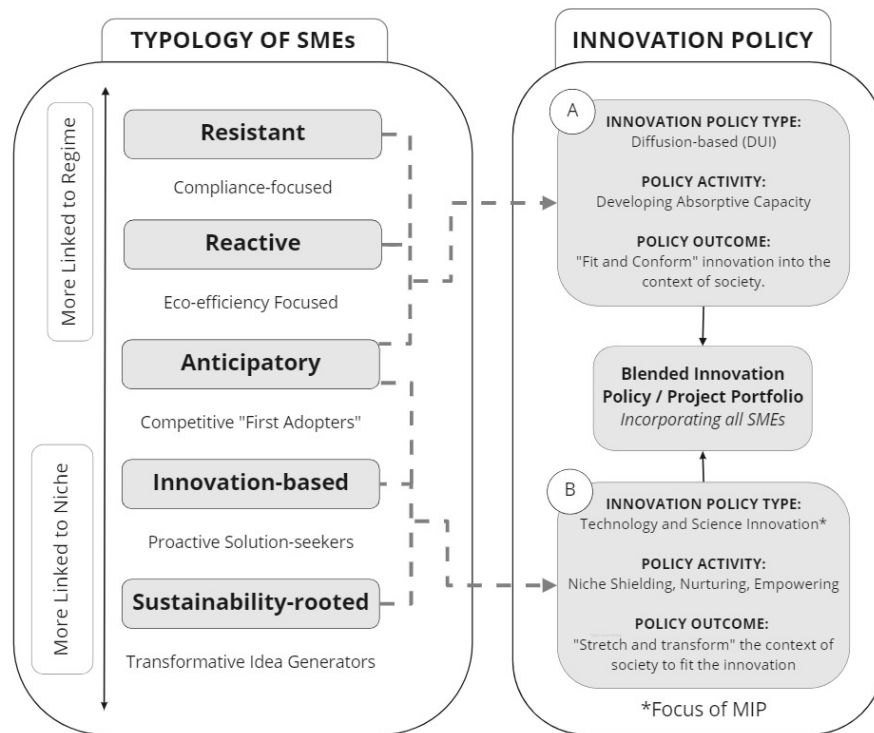 TYPOLOGY OF SMEs
More Linked to Regime
More Linked to Niche
Resistant
Compliance-focused
Reactive
Eco-efficiency Focused
Anticipatory
Competitive "First Adopters"
Innovation-based
Proactive Solution-seekers
Sustainability-rooted
Transformative Idea Generators
INNOVATION POLICY
A
INNOVATION POLICY TYPE:
Diffusion-based (DUI)
POLICY ACTIVITY:
Developing Absorptive Capacity
POLICY OUTCOME:
"Fit and Conform" innovation into the
context of society.
Blended Innovation
Policy / Project Portfolio
Incorporating all SMEs
B
INNOVATION POLICY TYPE:
Technology and Science Innovation*
POLICY ACTIVITY:
Niche Shielding, Nurturing, Empowering
POLICY OUTCOME:
"Stretch and transform" the context of
society to fit the innovation
*Focus of MIP